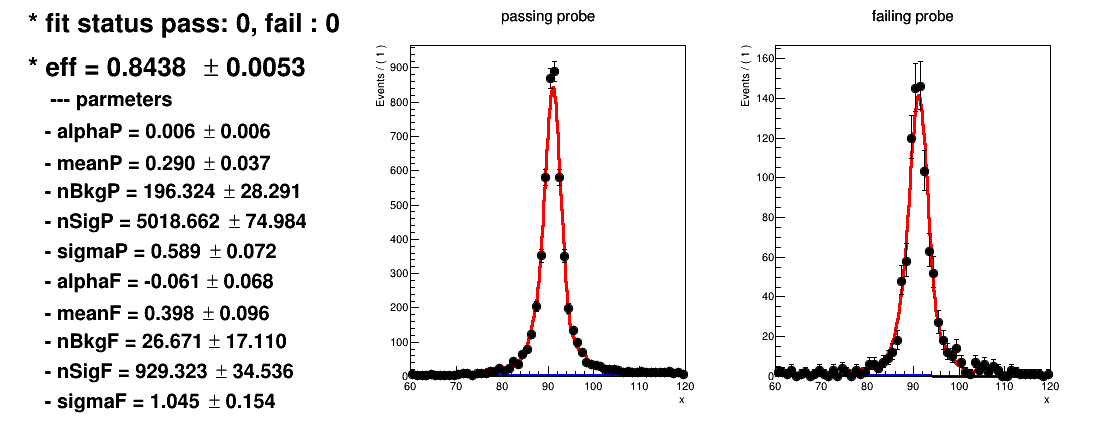 * fit status pass: 0, fail : 0
* eff = 0.8438 ± 0.0053
--- parmeters
- alphaP = 0.006 ± 0.006
- meanP = 0.290 ± 0.037
- nBkgP = 196.324 ± 28.291
- nSigP = 5018.662 ± 74.984
- sigmaP = 0.589 ± 0.072
- alphaF = -0.061 ± 0.068
- meanF = 0.398 ± 0.096
- nBkgF = 26.671 ± 17.110
- nSigF = 929.323 ± 34.536
- sigmaF = 1.045 ± 0.154
passing probe
Events / ( 1 )
900
800
700
600
500
400
300
200
100
0
60 70 80 90 100 110 120
x
failing probe
Events / ( 1 )
160
140
120
100
80
60
40
20
0
60 70 80 90 100 110 120
x